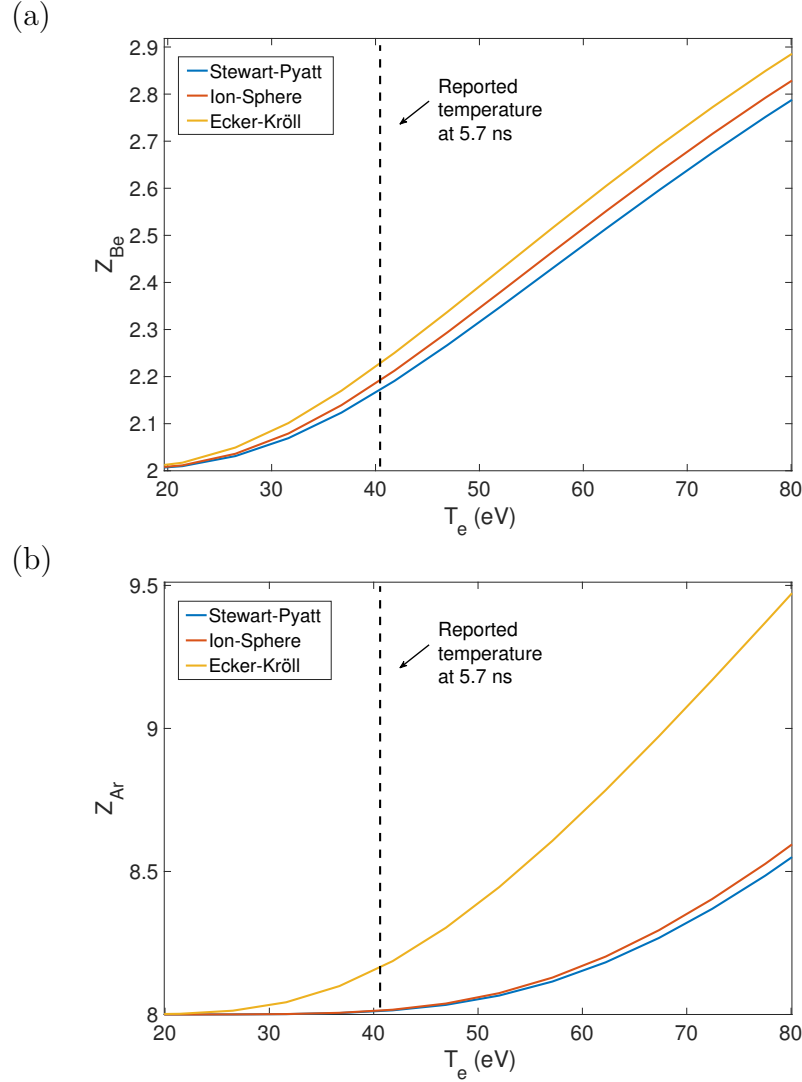 (a)
2.9
2.8
2.7
2.6
2.5
2.4
2.3
2.2
2.1
2
Z_Be
Stewart-Pyatt
Ion-Sphere
Ecker-Kröll
Reported
temperature
at 5.7 ns
20 30 40 50 60 70 80
T_e (eV)
(b)
9.5
9
8.5
8
Z_Ar
Stewart-Pyatt
Ion-Sphere
Ecker-Kröll
Reported
temperature
at 5.7 ns
20 30 40 50 60 70 80
T_e (eV)